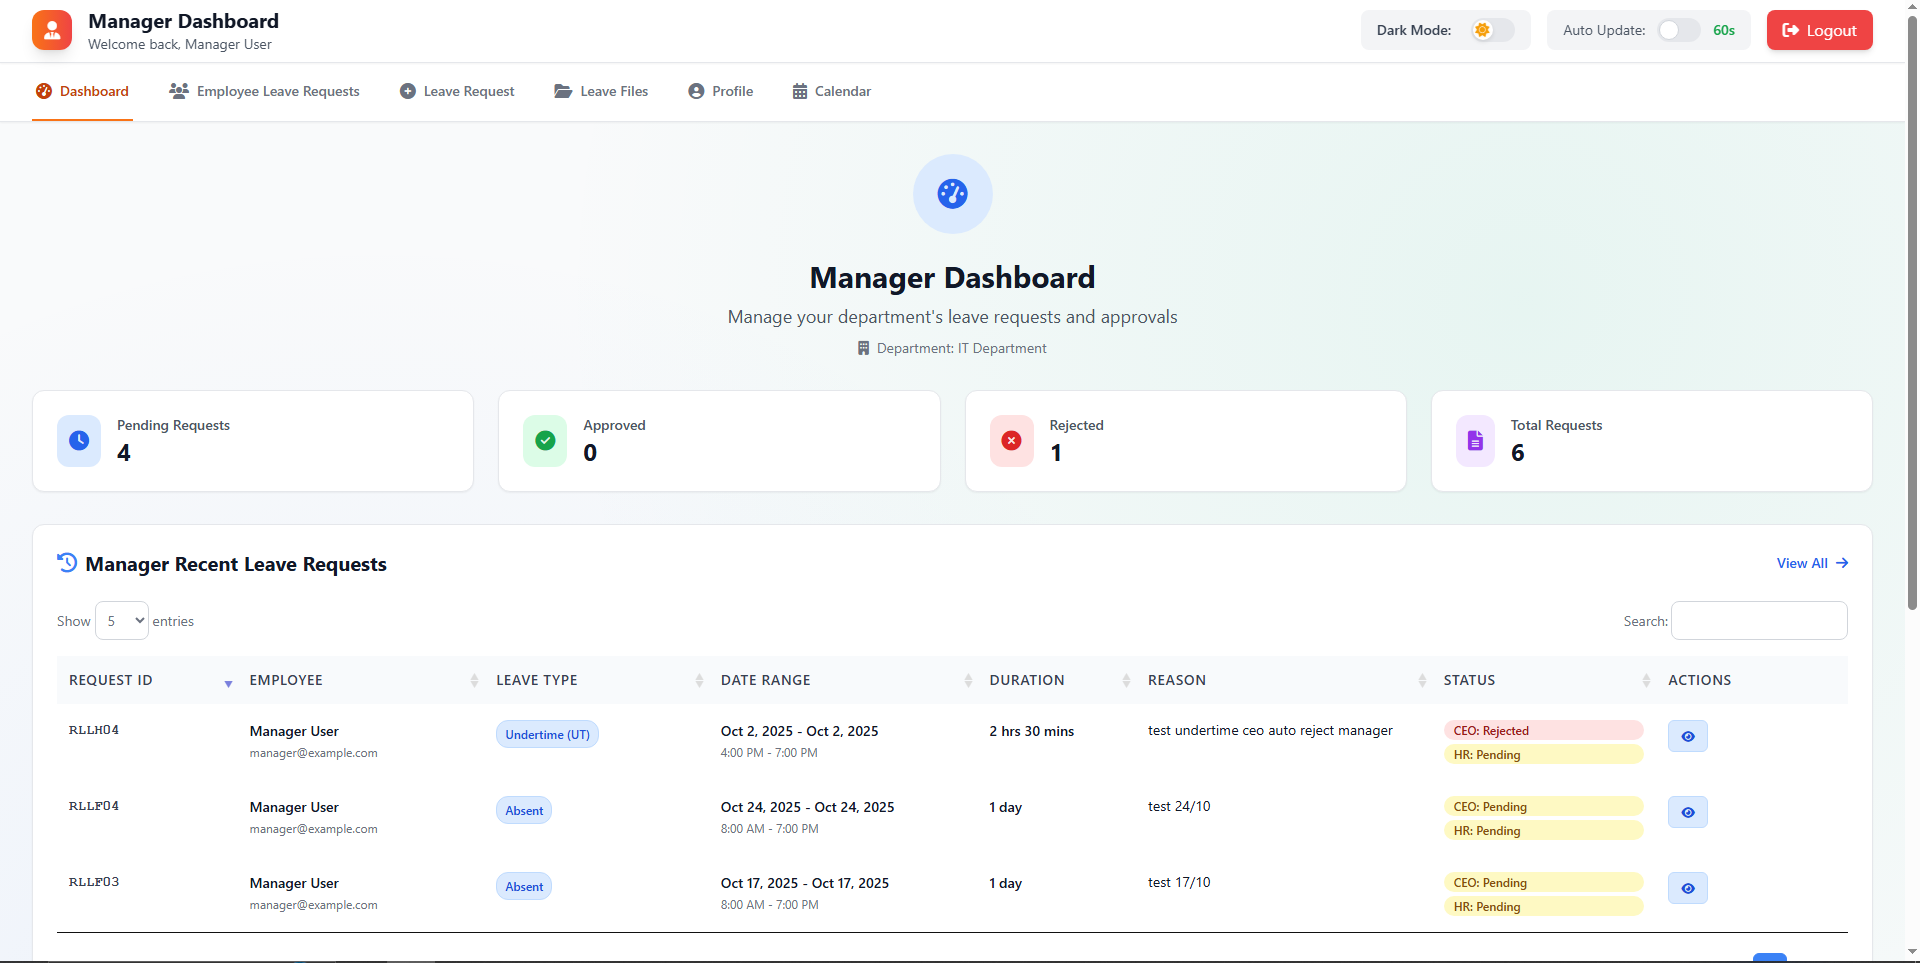 Manager Dashboard
Welcome back, Manager User
Dark Mode:
Auto Update: 60s
Logout
Dashboard
Employee Leave Requests
Leave Request
Leave Files
Profile
Calendar
Manager Dashboard
Manage your department's leave requests and approvals
Department: IT Department
Pending Requests
4
Approved
0
Rejected
1
Total Requests
6
Manager Recent Leave Requests
View All
Show 5 entries
Search:
REQUEST ID EMPLOYEE LEAVE TYPE DATE RANGE DURATION REASON STATUS ACTIONS
RLLH04 Manager User Undertime (UT) Oct 2, 2025 - Oct 2, 2025 2 hrs 30 mins test undertime ceo auto reject manager CEO: Rejected
manager@example.com 4:00 PM - 7:00 PM HR: Pending
RLLF04 Manager User Absent Oct 24, 2025 - Oct 24, 2025 1 day test 24/10 CEO: Pending
manager@example.com 8:00 AM - 7:00 PM HR: Pending
RLLF03 Manager User Absent Oct 17, 2025 - Oct 17, 2025 1 day test 17/10 CEO: Pending
manager@example.com 8:00 AM - 7:00 PM HR: Pending